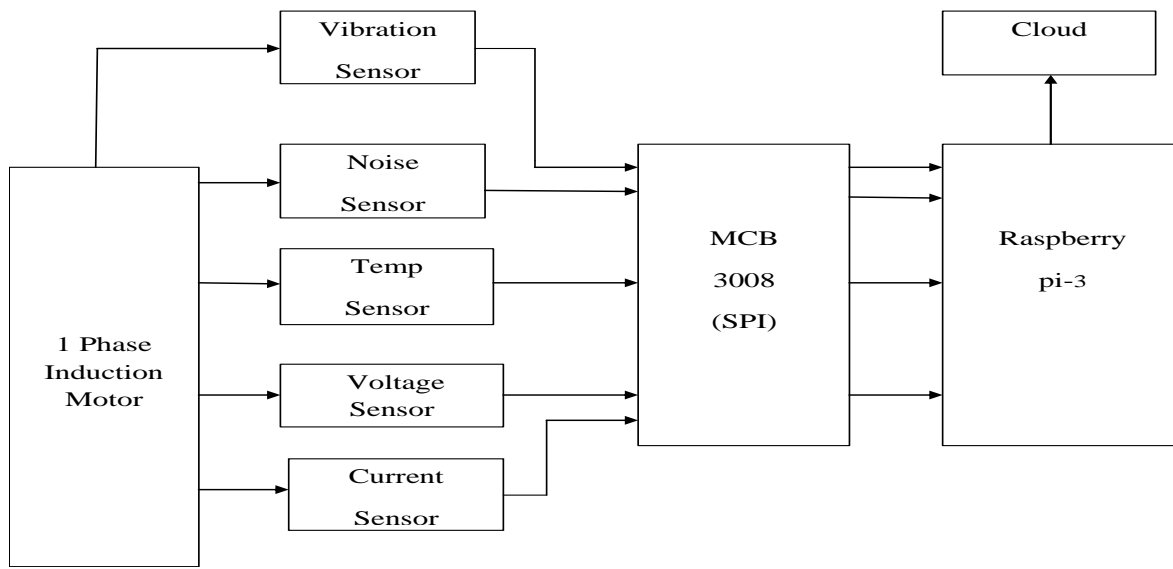 Vibration
Sensor
Cloud
Noise
Sensor
Temp
Sensor
1 Phase
Induction
Motor
Voltage
Sensor
Current
Sensor
MCB
3008
(SPI)
Raspberry
pi-3